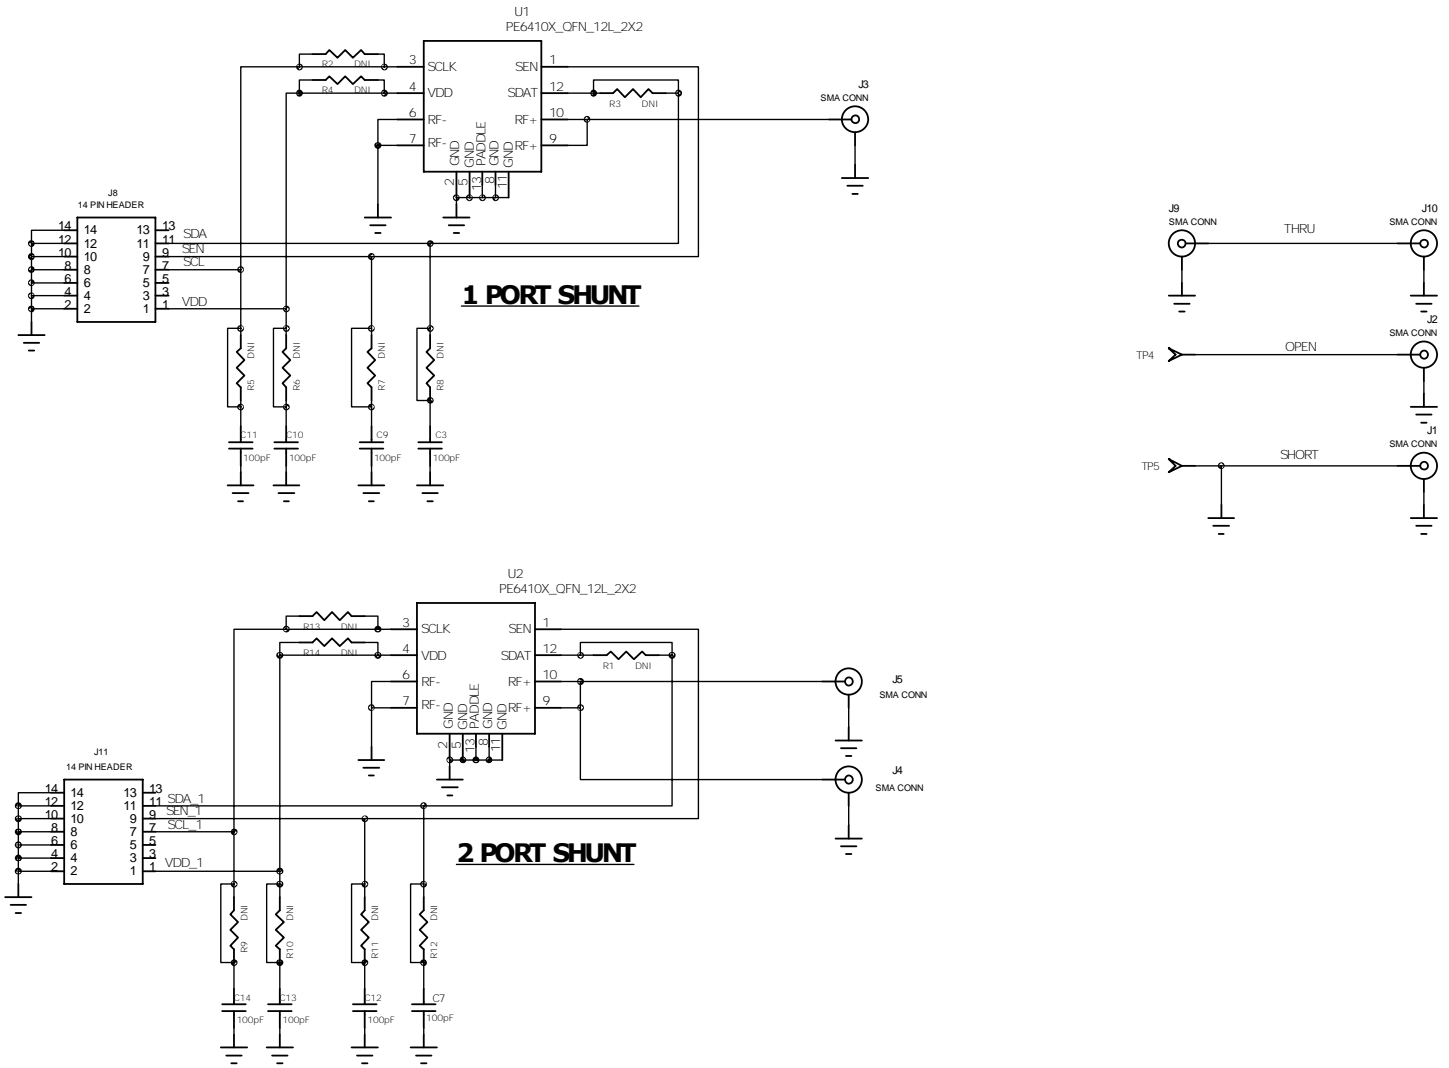 U1
PE6410X_QFN_12L_2X2
R2 DNI
R4 DNI
3 SCLK
4 VDD
6 RF-
7 RF-
SEN 1
SDAT 12
RF+ 10
RF+ 9
GND GND PADDLE GND GND
2 5 13 8 11
R3 DNI
J3
SMA CONN
J8
14 PIN HEADER
14 14 13 13
12 12 11 11 SDA
10 10 9 9 SEN
8 8 7 7 SCL
6 6 5 5
4 4 3 3
2 2 1 1 VDD
1 PORT SHUNT
R5 DNI
R6 DNI
R7 DNI
R8 DNI
C11 C10 C9 C3
100pF 100pF 100pF 100pF
J9
SMA CONN
THRU
J10
SMA CONN
TP4
OPEN
J2
SMA CONN
TP5
SHORT
J1
SMA CONN
U2
PE6410X_QFN_12L_2X2
R13 DNI
R14 DNI
3 SCLK
4 VDD
6 RF-
7 RF-
SEN 1
SDAT 12
RF+ 10
RF+ 9
GND GND PADDLE GND GND
2 5 13 8 11
R1 DNI
J5
SMA CONN
J4
SMA CONN
J11
14 PIN HEADER
14 14 13 13
12 12 11 11 SDA_1
10 10 9 9 SEN_1
8 8 7 7 SCL_1
6 6 5 5
4 4 3 3
2 2 1 1 VDD_1
2 PORT SHUNT
R9 DNI
R10 DNI
R11 DNI
R12 DNI
C14 C13 C12 C7
100pF 100pF 100pF 100pF